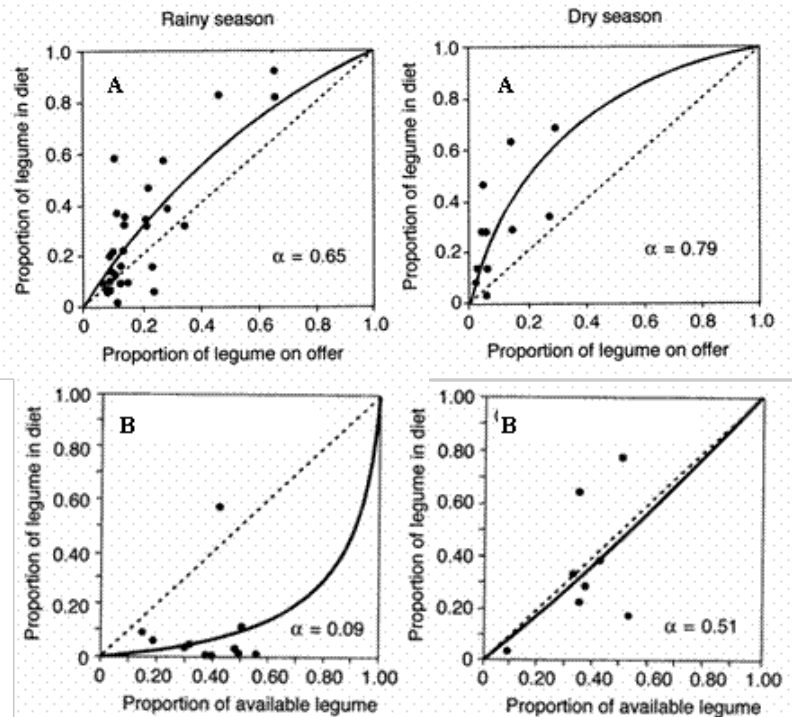 Rainy season
Dry season
Proportion of legume in diet
1.0
0.8
0.6
0.4
0.2
0
A
α = 0.65
0
0.2
0.4
0.6
0.8
1.0
Proportion of legume on offer
Proportion of legume in diet
1.0
0.8
0.6
0.4
0.2
0
A
α = 0.79
0
0.2
0.4
0.6
0.8
1.0
Proportion of legume on offer
Proportion of legume in diet
1.00
0.80
0.60
0.40
0.20
0
B
α = 0.09
0
0.20
0.40
0.60
0.80
1.00
Proportion of available legume
Proportion of legume in diet
1.00
0.80
0.60
0.40
0.20
0
B
α = 0.51
0
0.20
0.40
0.60
0.80
1.00
Proportion of available legume